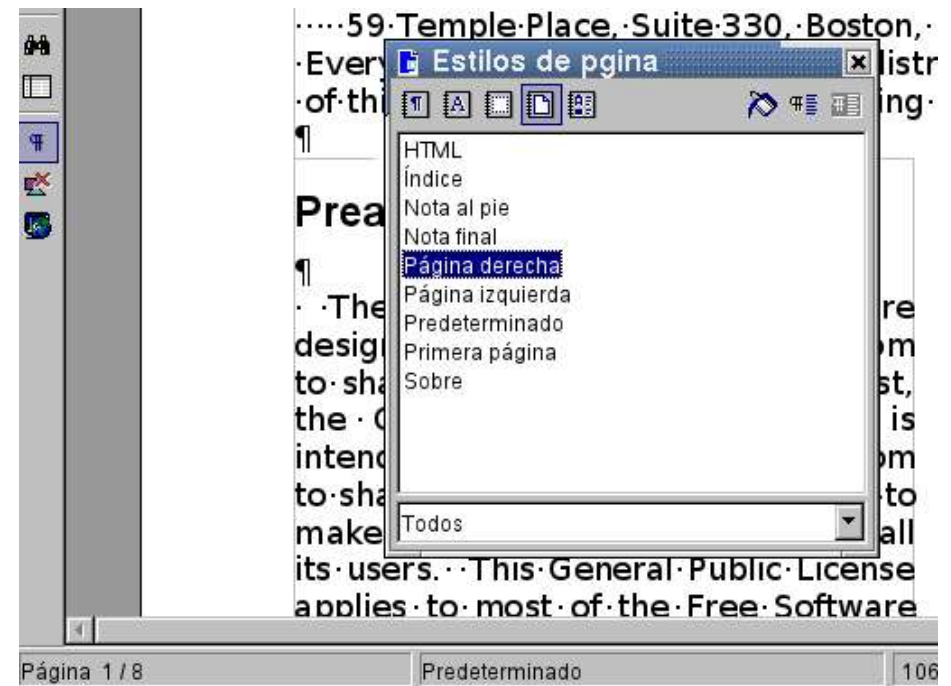 ·····59·Temple·Place,·Suite·330,·Boston,·
·Every
Estilos de pgina
listr
·of·thi
ing·
¶
HTML
Índice
Nota al pie
Prea
Nota final
¶
Página derecha
Página izquierda
· ·The
re
Predeterminado
desig
om
Primera página
to·sha
st,
Sobre
the · G
is
intend
om
to·sha
to
Todos
make
all
its·users.··This·General·Public·License
applies·to·most·of·the·Free·Software
Página 1 / 8
Predeterminado
106